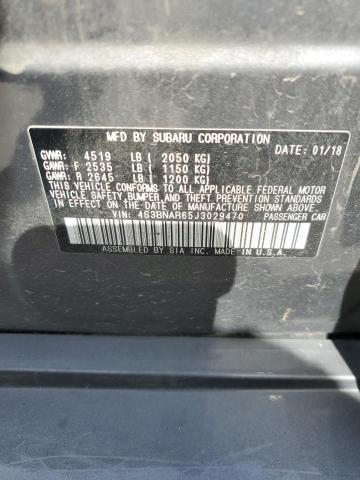 MFD BY SUBARU CORPORATION
DATE: 01/18
GVWR: 4519 LB ( 2050 KG)
GAWR: F 2535 LB ( 1150 KG)
GAWR: R 2645 LB ( 1200 KG)
THIS VEHICLE CONFORMS TO ALL APPLICABLE FEDERAL MOTOR
VEHICLE SAFETY, BUMPER, AND THEFT PREVENTION STANDARDS
IN EFFECT ON THE DATE OF MANUFACTURE SHOWN ABOVE.
VIN: 4S3BNAR65J3029470 PASSENGER CAR
ASSEMBLED BY SIA INC. MADE IN U.S.A.